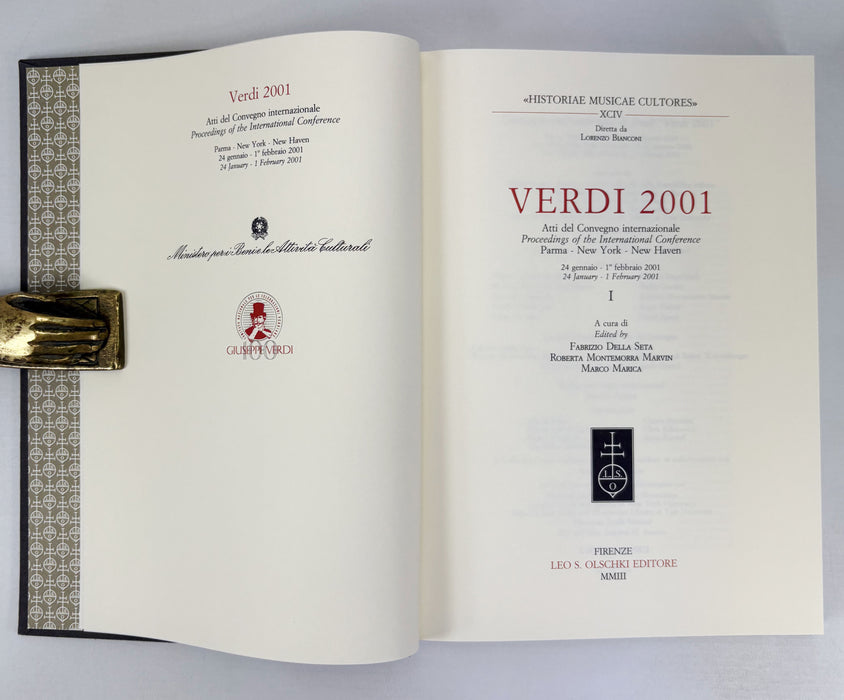 Verdi 2001
Atti del Convegno internazionale
Proceedings of the International Conference
Parma - New York - New Haven
24 gennaio - 1° febbraio 2001
24 January - 1 February 2001
Ministero per i Beni e le Attività Culturali
100
GIUSEPPE VERDI
«HISTORIAE MUSICAE CULTORES»
XCIV
Diretta da
Lorenzo Bianconi
VERDI 2001
Atti del Convegno internazionale
Proceedings of the International Conference
Parma - New York - New Haven
24 gennaio - 1° febbraio 2001
24 January - 1 February 2001
I
A cura di
Edited by
Fabrizio Della Seta
Roberta Montemorra Marvin
Marco Marica
L. S.
O
FIRENZE
LEO S. OLSCHKI EDITORE
MMIII